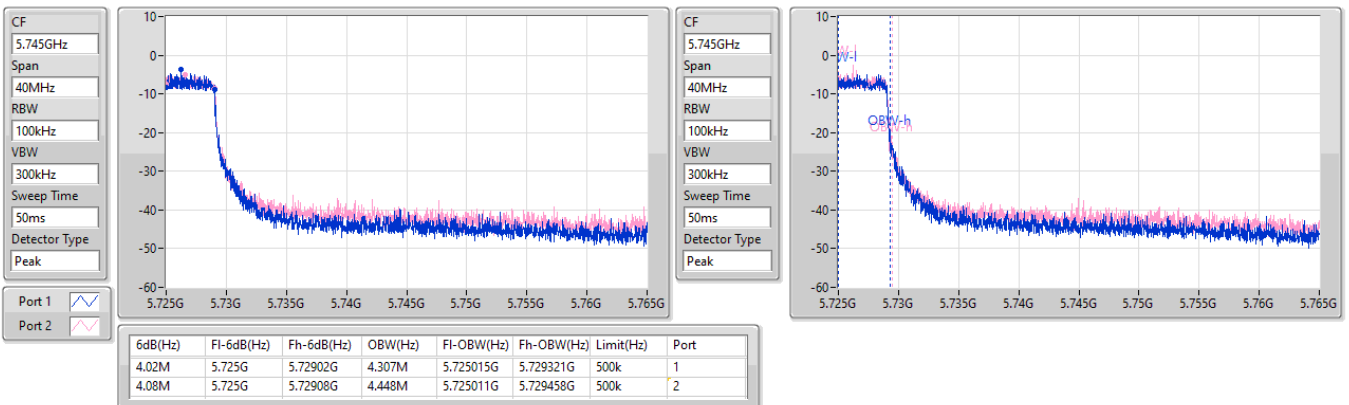 CF
5.745GHz
Span
40MHz
RBW
100kHz
VBW
300kHz
Sweep Time
50ms
Detector Type
Peak
Port 1
Port 2
10
0
-10
-20
-30
-40
-50
-60
5.725G 5.73G 5.735G 5.74G 5.745G 5.75G 5.755G 5.76G 5.765G
CF
5.745GHz
Span
40MHz
RBW
100kHz
VBW
300kHz
Sweep Time
50ms
Detector Type
Peak
10
0
-10
-20
-30
-40
-50
-60
W-l
OBW-h
OBW-h
5.725G 5.73G 5.735G 5.74G 5.745G 5.75G 5.755G 5.76G 5.765G
6dB(Hz) Fl-6dB(Hz) Fh-6dB(Hz) OBW(Hz) Fl-OBW(Hz) Fh-OBW(Hz) Limit(Hz) Port
4.02M 5.725G 5.72902G 4.307M 5.725015G 5.729321G 500k 1
4.08M 5.725G 5.72908G 4.448M 5.725011G 5.729458G 500k 2